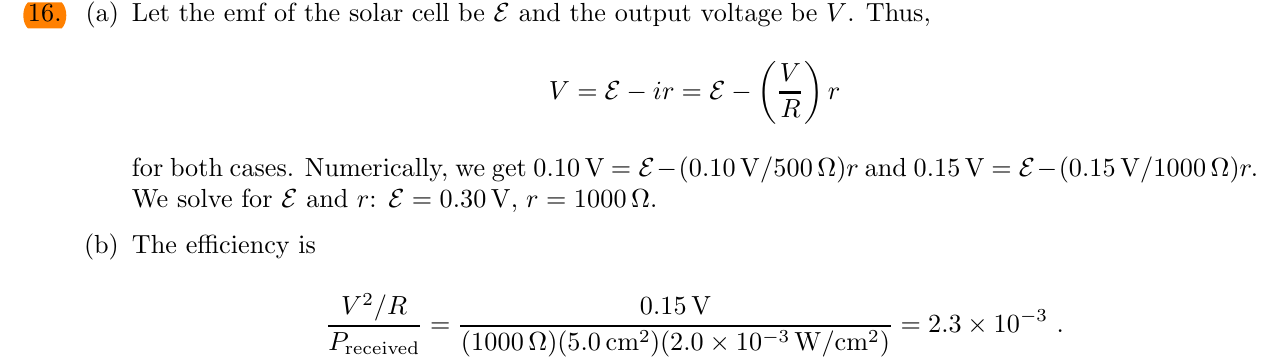 16. (a) Let the emf of the solar cell be ℰ and the output voltage be V. Thus,
V = ℰ − ir = ℰ − (V/R) r
for both cases. Numerically, we get 0.10 V = ℰ−(0.10 V/500 Ω)r and 0.15 V = ℰ−(0.15 V/1000 Ω)r.
We solve for ℰ and r: ℰ = 0.30 V, r = 1000 Ω.
(b) The efficiency is
V²/R / P_received = 0.15 V / (1000 Ω)(5.0 cm²)(2.0 × 10⁻³ W/cm²) = 2.3 × 10⁻³ .